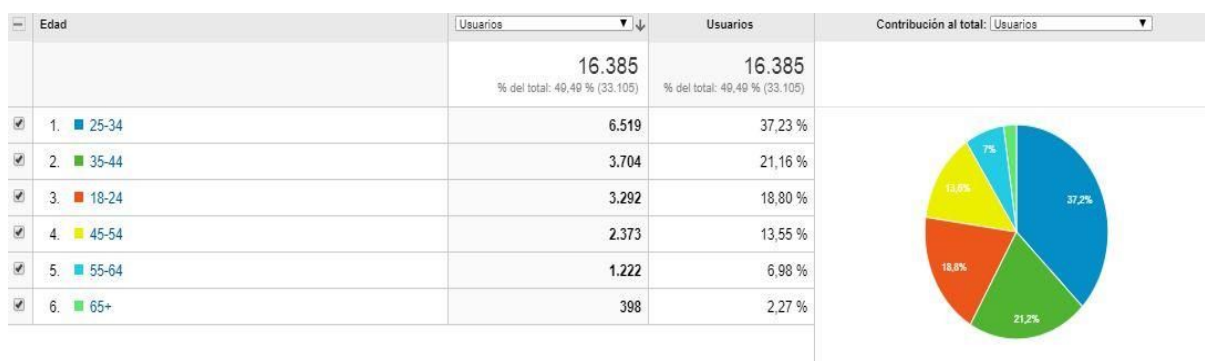 Edad Usuarios Usuarios Contribución al total: Usuarios
16.385 16.385
% del total: 49,49 % (33.105) % del total: 49,49 % (33.105)
1. 25-34 6.519 37,23 %
2. 35-44 3.704 21,16 %
3. 18-24 3.292 18,80 %
4. 45-54 2.373 13,55 %
5. 55-64 1.222 6,98 %
6. 65+ 398 2,27 %
7%
13,6%
37,2%
18,8%
21,2%